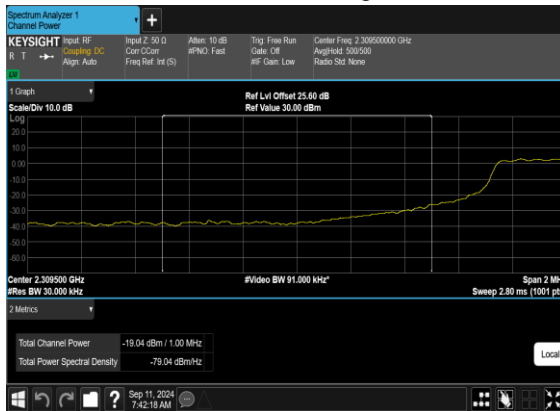 Spectrum Analyzer 1
Channel Power
+
KEYSIGHT
R T
Input: RF
Coupling: DC
Align: Auto
Input Z: 50 Ω
Corr CCorr
Freq Ref: Int (S)
Atten: 10 dB
#PNO: Fast
Trig: Free Run
Gate: Off
#IF Gain: Low
Center Freq: 2.309500000 GHz
Avg|Hold: 500/500
Radio Std: None
1 Graph
Scale/Div 10.0 dB
Ref Lvl Offset 25.60 dB
Ref Value 30.00 dBm
Log
20.0
10.0
0.00
-10.0
-20.0
-30.0
-40.0
-50.0
-60.0
Center 2.309500 GHz
#Res BW 30.000 kHz
#Video BW 91.000 kHz*
Span 2 MH
Sweep 2.80 ms (1001 pt
2 Metrics
Total Channel Power -19.04 dBm / 1.00 MHz
Total Power Spectral Density -79.04 dBm/Hz
Local
?
Sep 11, 2024
7:42:18 AM